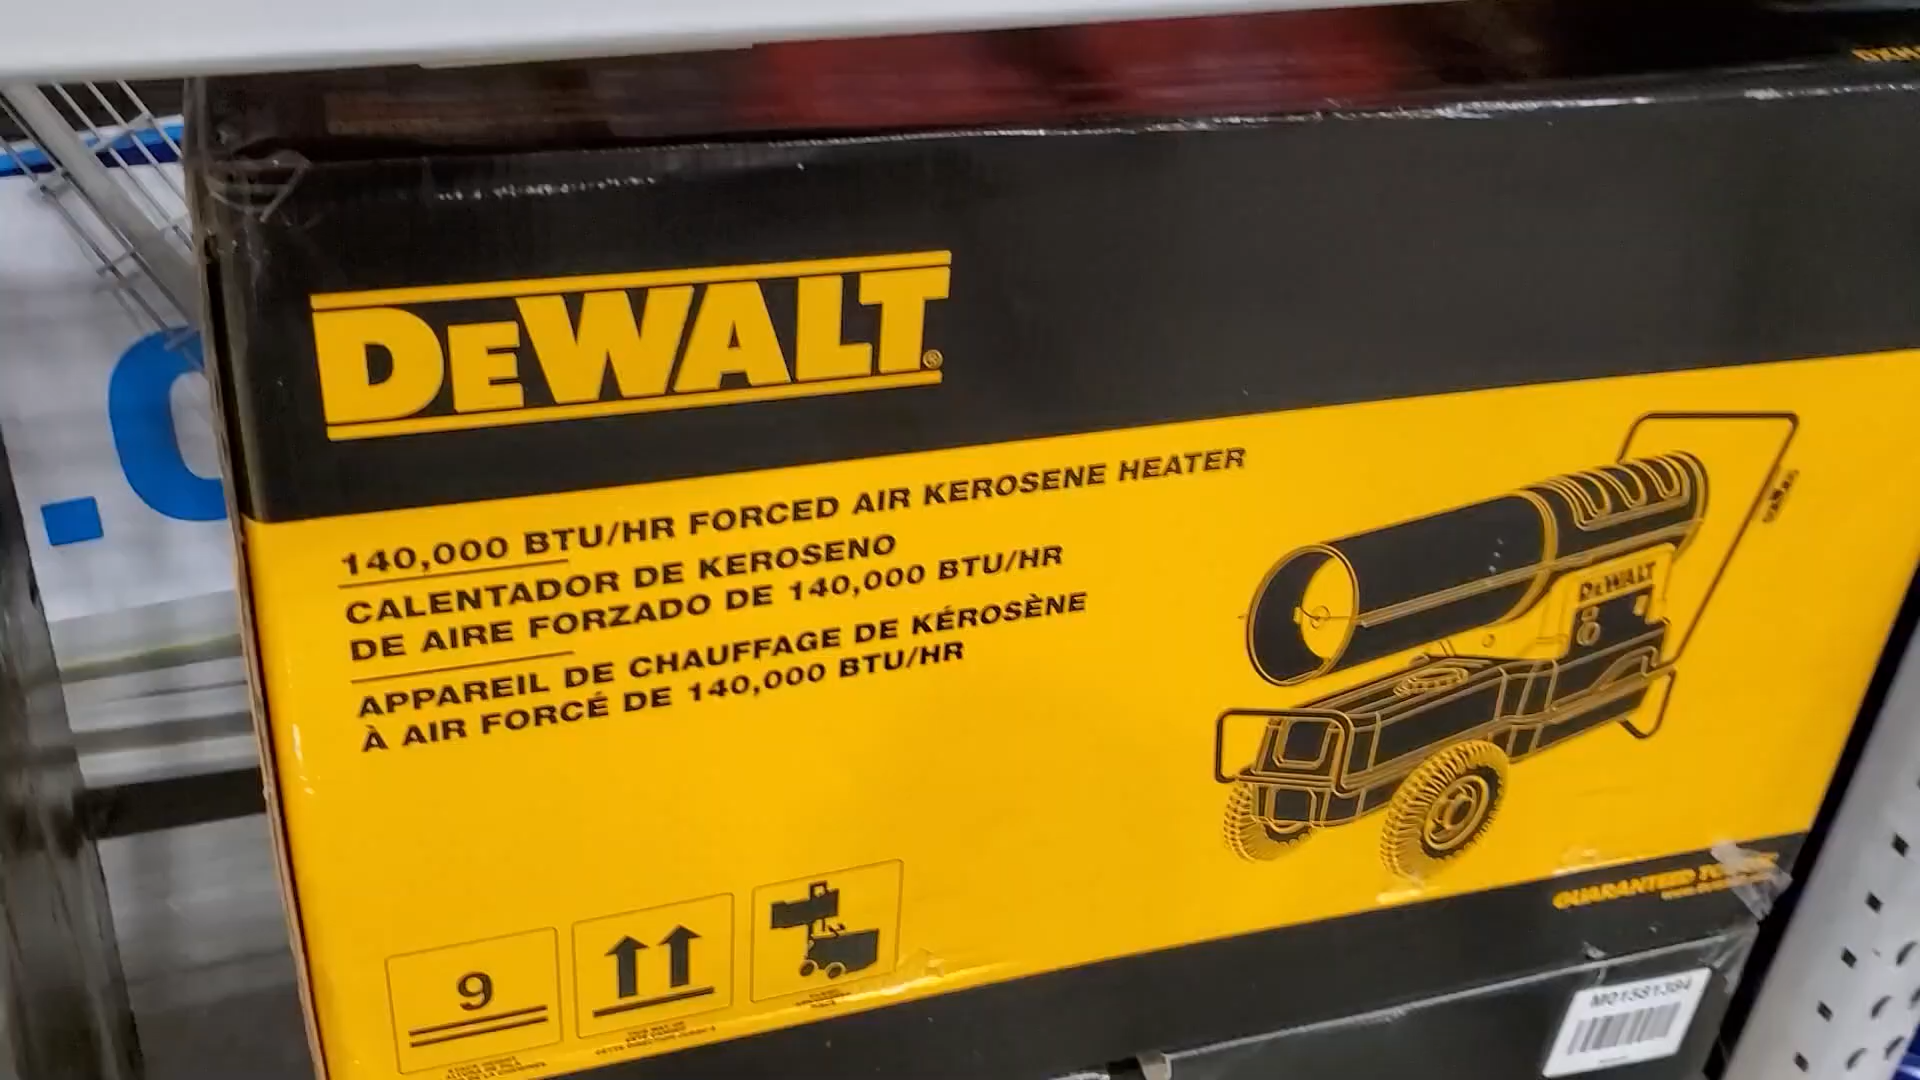 DEWALT®
140,000 BTU/HR FORCED AIR KEROSENE HEATER
CALENTADOR DE KEROSENO
DE AIRE FORZADO DE 140,000 BTU/HR
APPAREIL DE CHAUFFAGE DE KÉROSÈNE
À AIR FORCÉ DE 140,000 BTU/HR
DEWALT
GUARANTEED
9
M01581384